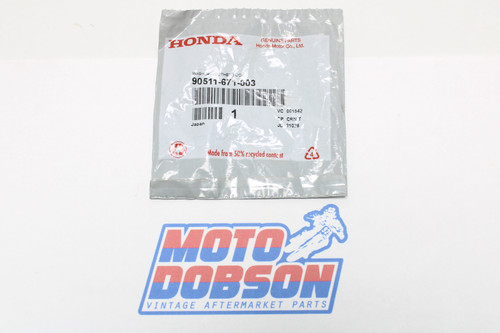 HONDA
GENUINE PARTS
Honda Motor Co., Ltd.
90511-671-003
1
Japan
Made from 50% recycled content
MOTO
DOBSON
VINTAGE AFTERMARKET PARTS